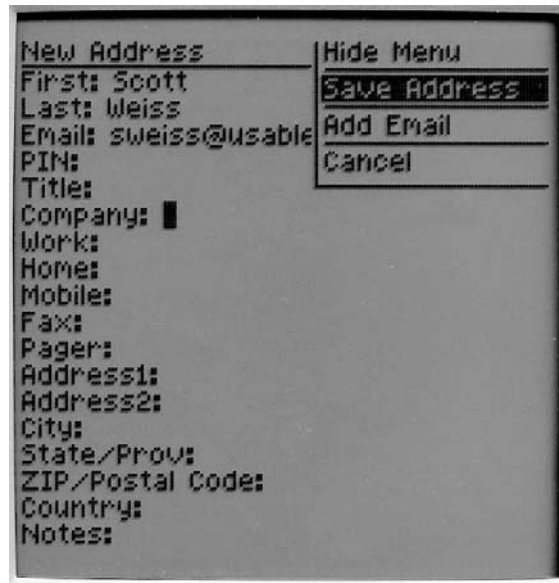 New Address
First: Scott
Last: Weiss
Email: sweiss@usable
PIN:
Title:
Company:
Work:
Home:
Mobile:
Fax:
Pager:
Address1:
Address2:
City:
State/Prov:
ZIP/Postal Code:
Country:
Notes:
Hide Menu
Save Address
Add Email
Cancel